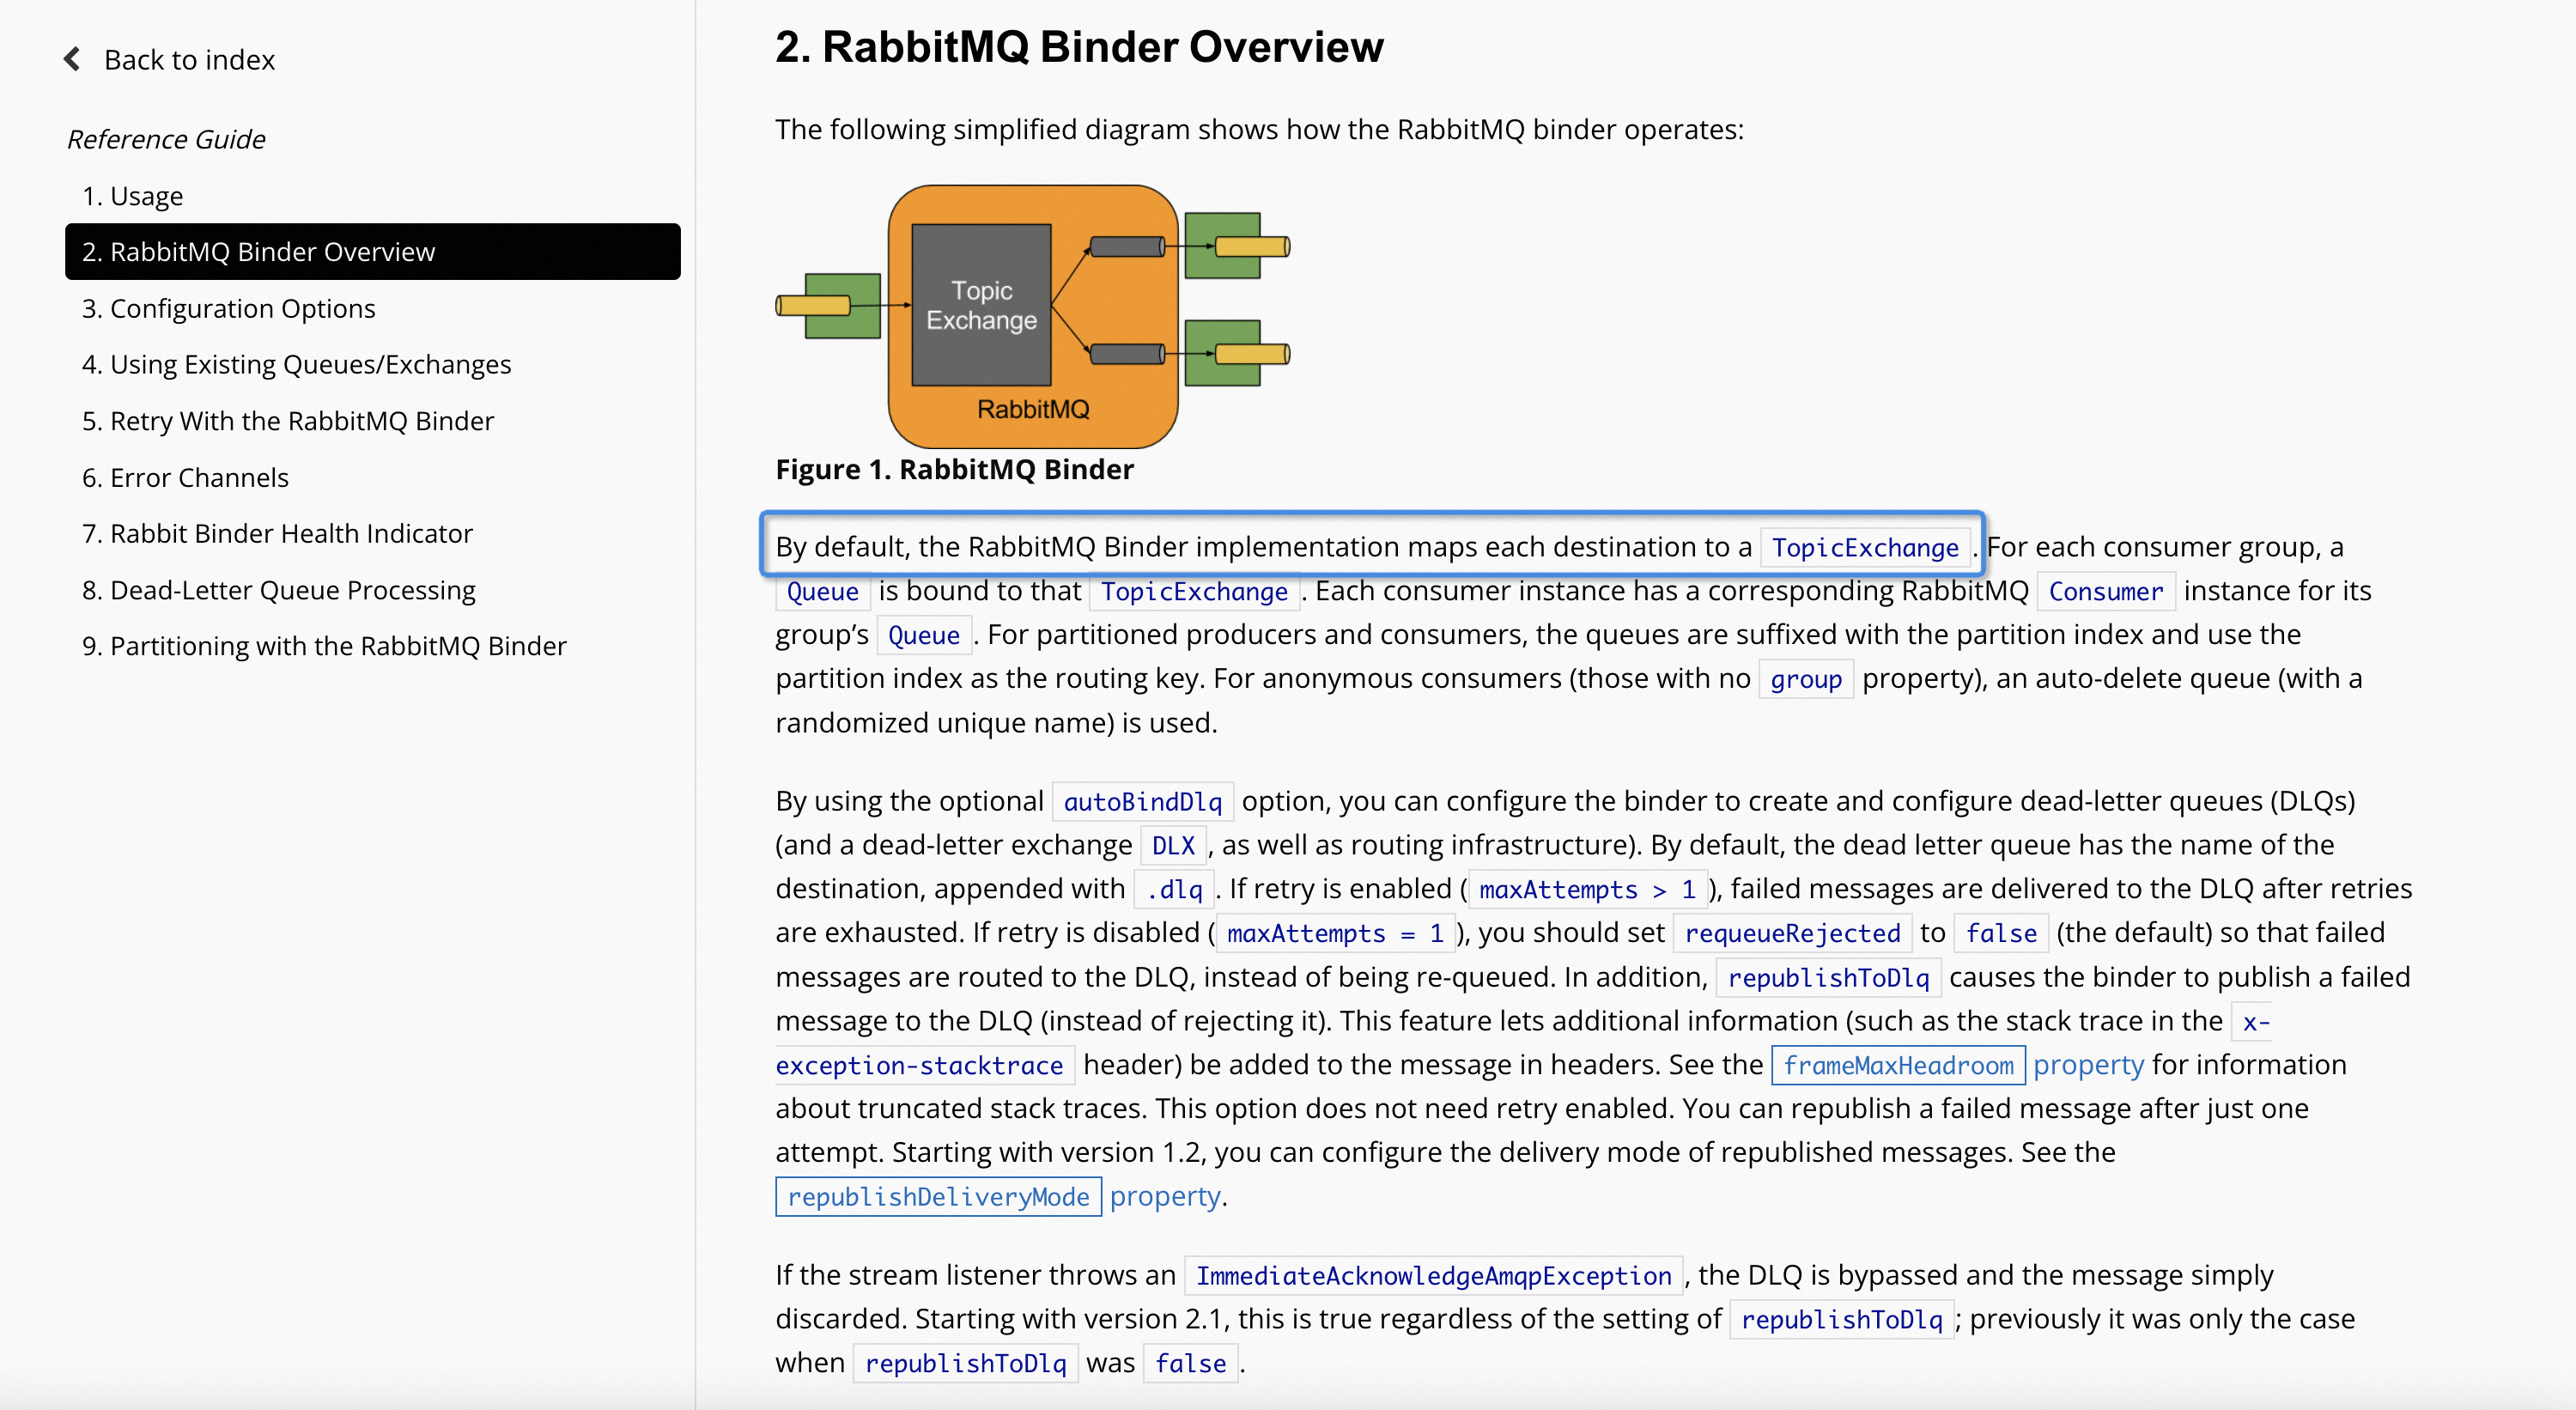 Back to index
Reference Guide
1. Usage
2. RabbitMQ Binder Overview
3. Configuration Options
4. Using Existing Queues/Exchanges
5. Retry With the RabbitMQ Binder
6. Error Channels
7. Rabbit Binder Health Indicator
8. Dead-Letter Queue Processing
9. Partitioning with the RabbitMQ Binder
2. RabbitMQ Binder Overview
The following simplified diagram shows how the RabbitMQ binder operates:
Topic
Exchange
RabbitMQ
Figure 1. RabbitMQ Binder
By default, the RabbitMQ Binder implementation maps each destination to a TopicExchange. For each consumer group, a
Queue is bound to that TopicExchange. Each consumer instance has a corresponding RabbitMQ Consumer instance for its
group’s Queue. For partitioned producers and consumers, the queues are suffixed with the partition index and use the
partition index as the routing key. For anonymous consumers (those with no group property), an auto-delete queue (with a
randomized unique name) is used.
By using the optional autoBindDlq option, you can configure the binder to create and configure dead-letter queues (DLQs)
(and a dead-letter exchange DLX, as well as routing infrastructure). By default, the dead letter queue has the name of the
destination, appended with .dlq. If retry is enabled (maxAttempts > 1), failed messages are delivered to the DLQ after retries
are exhausted. If retry is disabled (maxAttempts = 1), you should set requeueRejected to false (the default) so that failed
messages are routed to the DLQ, instead of being re-queued. In addition, republishToDlq causes the binder to publish a failed
message to the DLQ (instead of rejecting it). This feature lets additional information (such as the stack trace in the x-
exception-stacktrace header) be added to the message in headers. See the frameMaxHeadroom property for information
about truncated stack traces. This option does not need retry enabled. You can republish a failed message after just one
attempt. Starting with version 1.2, you can configure the delivery mode of republished messages. See the
republishDeliveryMode property.
If the stream listener throws an ImmediateAcknowledgeAmqpException, the DLQ is bypassed and the message simply
discarded. Starting with version 2.1, this is true regardless of the setting of republishToDlq; previously it was only the case
when republishToDlq was false.